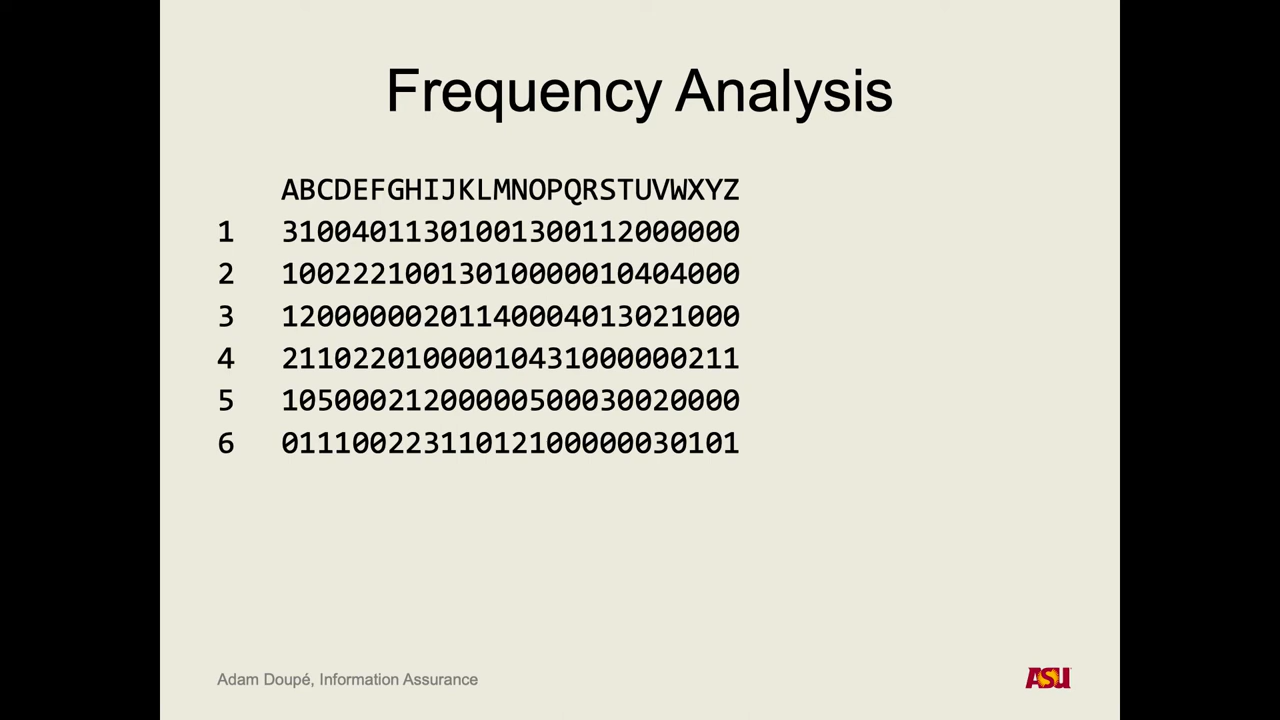 Frequency Analysis
ABCDEFGHIJKLMNOPQRSTUVWXYZ
1 31004011301001300112000000
2 10022210013010000010404000
3 12000000201140004013021000
4 21102201000010431000000211
5 10500021200000500030020000
6 01110022311012100000030101
Adam Doupé, Information Assurance
ASU